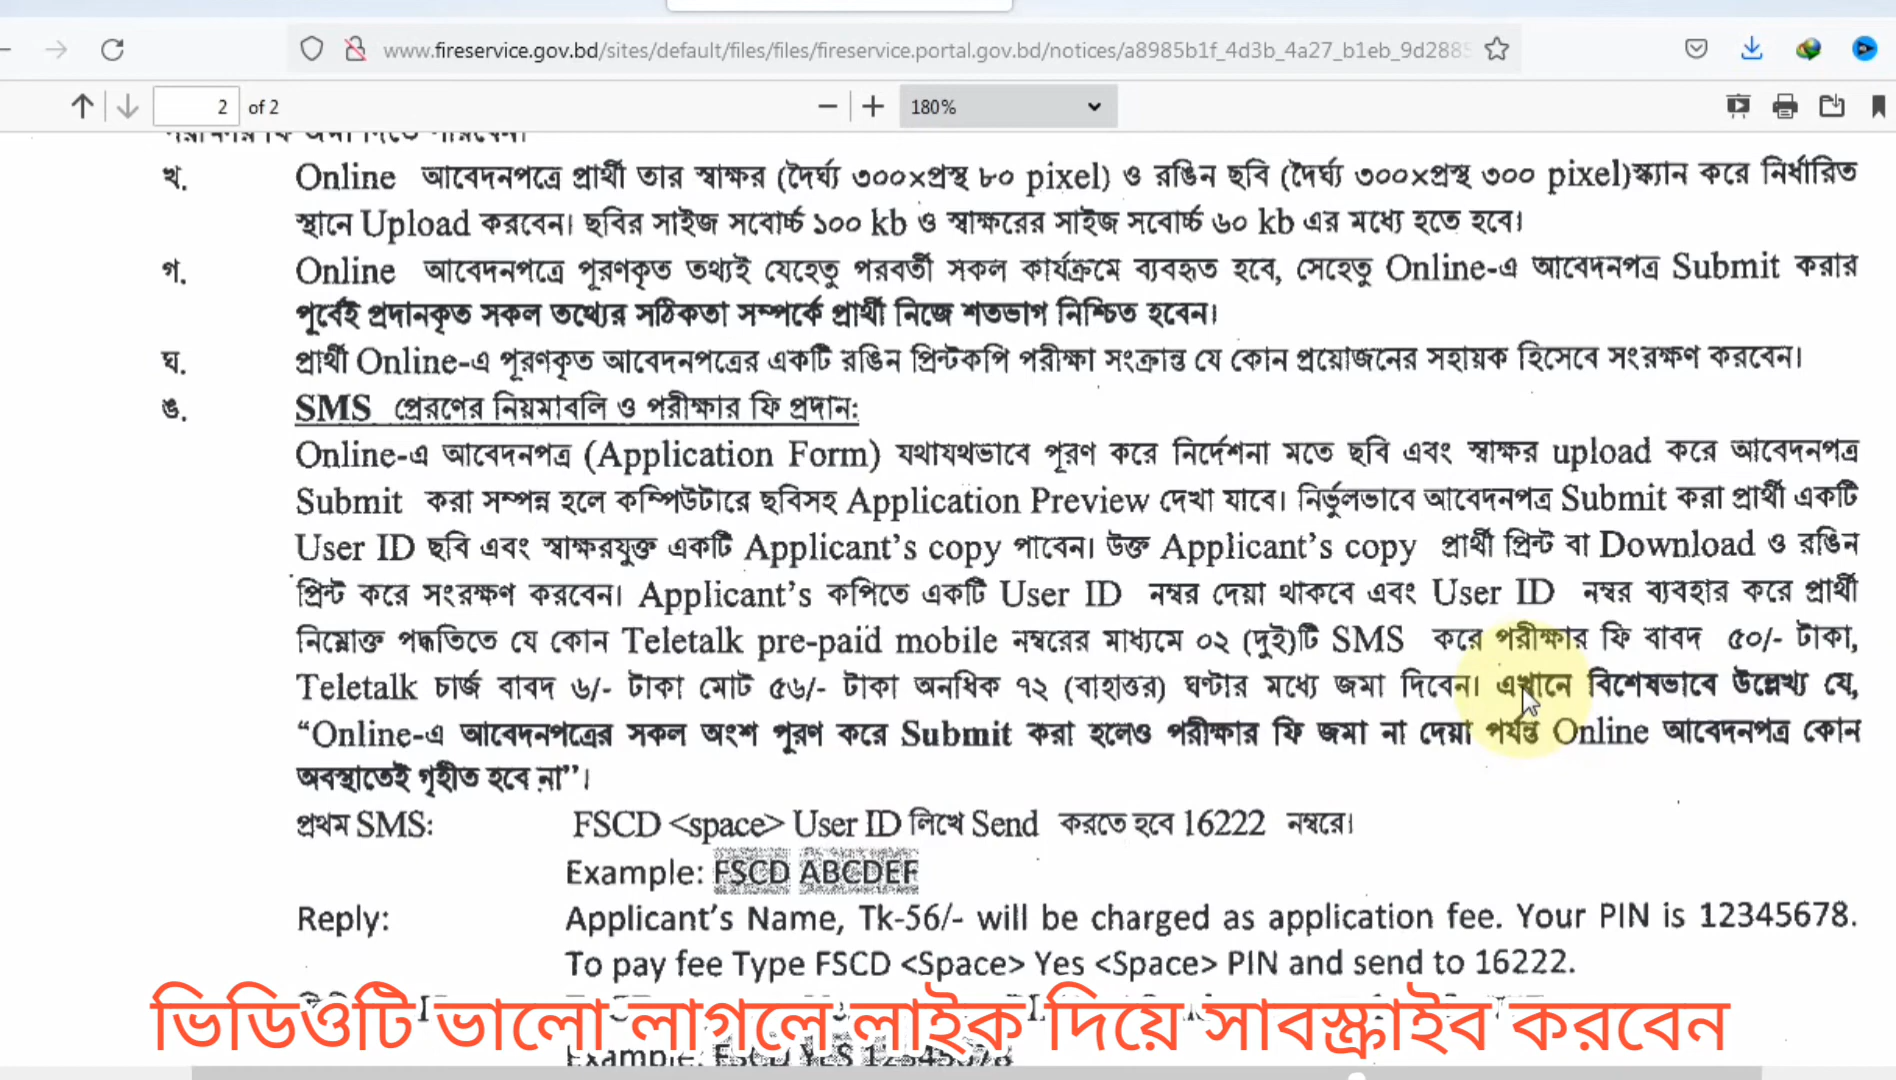 www.fireservice.gov.bd/sites/default/files/files/fireservice.portal.gov.bd/notices/a8985b1f_4d3b_4a27_b1eb_9d2885
2 of 2 180%
খ. Online আবেদনপত্রে প্রার্থী তার স্বাক্ষর (দৈর্ঘ্য ৩০০×প্রস্থ ৮০ pixel) ও রঙিন ছবি (দৈর্ঘ্য ৩০০×প্রস্থ ৩০০ pixel)স্ক্যান করে নির্ধারিত
স্থানে Upload করবেন। ছবির সাইজ সবোর্চ্চ ১০০ kb ও স্বাক্ষরের সাইজ সবোর্চ্চ ৬০ kb এর মধ্যে হতে হবে।
গ. Online আবেদনপত্রে পূরণকৃত তথ্যই যেহেতু পরবর্তী সকল কার্যক্রমে ব্যবহৃত হবে, সেহেতু Online-এ আবেদনপত্র Submit করার
পূর্বেই প্রদানকৃত সকল তথ্যের সঠিকতা সম্পর্কে প্রার্থী নিজে শতভাগ নিশ্চিত হবেন।
ঘ. প্রার্থী Online-এ পূরণকৃত আবেদনপত্রের একটি রঙিন প্রিন্টকপি পরীক্ষা সংক্রান্ত যে কোন প্রয়োজনের সহায়ক হিসেবে সংরক্ষণ করবেন।
ঙ. SMS প্রেরণের নিয়মাবলি ও পরীক্ষার ফি প্রদান:
Online-এ আবেদনপত্র (Application Form) যথাযথভাবে পূরণ করে নির্দেশনা মতে ছবি এবং স্বাক্ষর upload করে আবেদনপত্র
Submit করা সম্পন্ন হলে কম্পিউটারে ছবিসহ Application Preview দেখা যাবে। নির্ভুলভাবে আবেদনপত্র Submit করা প্রার্থী একটি
User ID ছবি এবং স্বাক্ষরযুক্ত একটি Applicant's copy পাবেন। উক্ত Applicant's copy প্রার্থী প্রিন্ট বা Download ও রঙিন
প্রিন্ট করে সংরক্ষণ করবেন। Applicant's কপিতে একটি User ID নম্বর দেয়া থাকবে এবং User ID নম্বর ব্যবহার করে প্রার্থী
নিম্নোক্ত পদ্ধতিতে যে কোন Teletalk pre-paid mobile নম্বরের মাধ্যমে ০২ (দুই)টি SMS করে পরীক্ষার ফি বাবদ ৫০/- টাকা,
Teletalk চার্জ বাবদ ৬/- টাকা মোট ৫৬/- টাকা অনধিক ৭২ (বাহাত্তর) ঘণ্টার মধ্যে জমা দিবেন। এখানে বিশেষভাবে উল্লেখ্য যে,
“Online-এ আবেদনপত্রের সকল অংশ পূরণ করে Submit করা হলেও পরীক্ষার ফি জমা না দেয়া পর্যন্ত Online আবেদনপত্র কোন
অবস্থাতেই গৃহীত হবে না”।
প্রথম SMS: FSCD <space> User ID লিখে Send করতে হবে 16222 নম্বরে।
Example: FSCD ABCDEF
Reply: Applicant's Name, Tk-56/- will be charged as application fee. Your PIN is 12345678.
To pay fee Type FSCD <Space> Yes <Space> PIN and send to 16222.
ভিডিওটি ভালো লাগলে লাইক দিয়ে সাবস্ক্রাইব করবেন
Example: FSCD YES 12345678